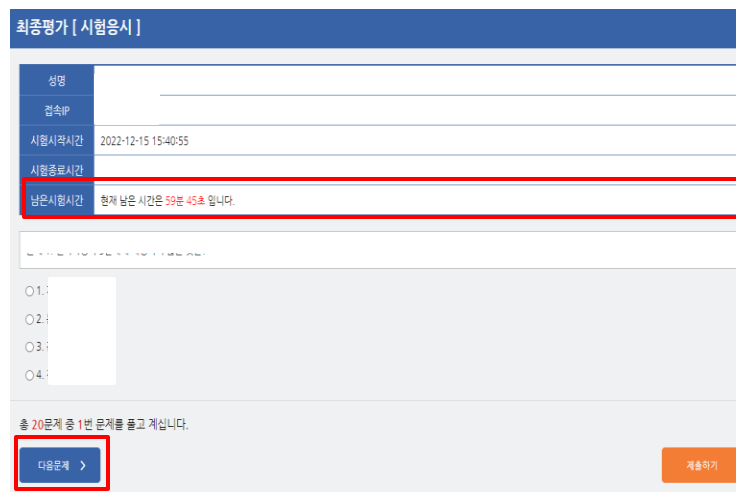 최종평가 [ 시험응시 ]
성명
접속IP
시험시작시간 2022-12-15 15:40:55
시험종료시간
남은시험시간 현재 남은 시간은 59분 45초 입니다.
1.
2.
3.
4.
총 20문제 중 1번 문제를 풀고 계십니다.
다음문제 >
제출하기